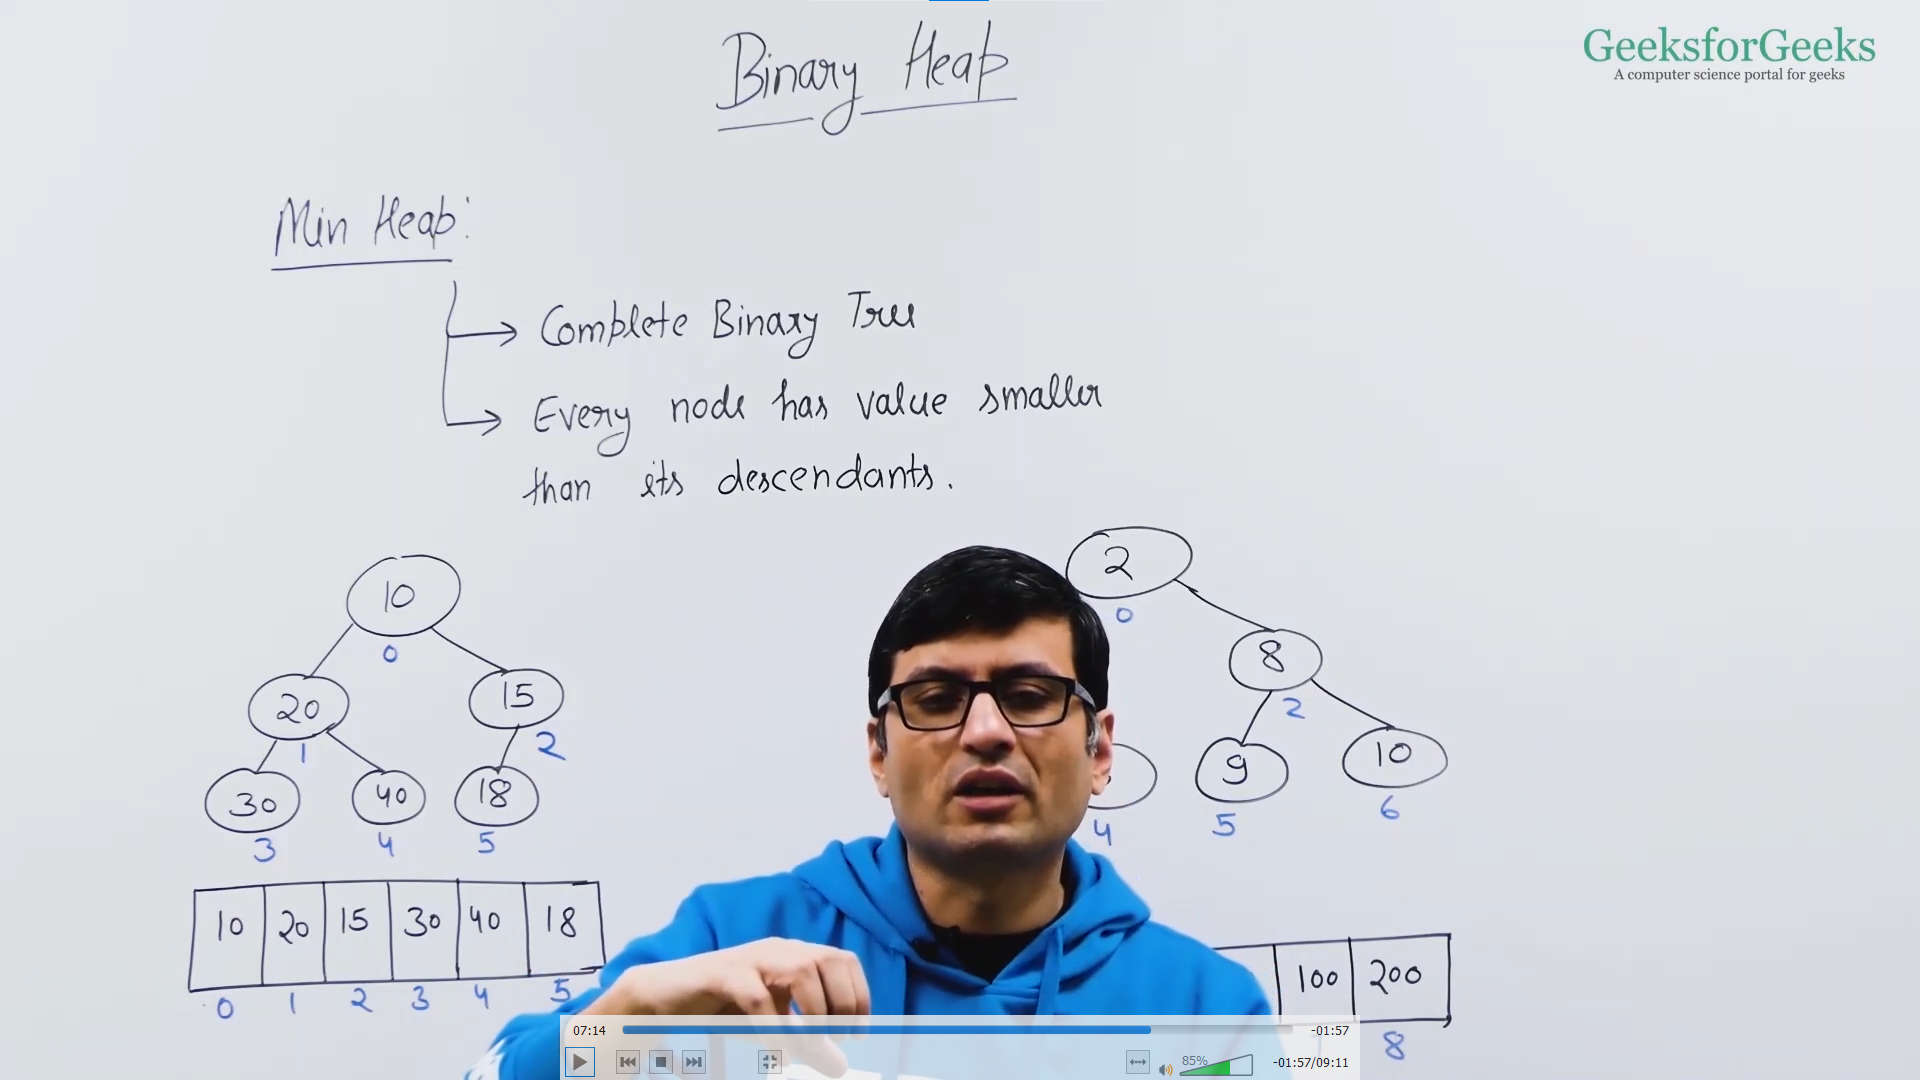 Binary Heap
GeeksforGeeks
A computer science portal for geeks
Min Heap:
Complete Binary Tree
Every node has value smaller
than its descendants.
10
0
20 15
1 2
30 40 18
3 4 5
10 20 15 30 40 18
0 1 2 3 4 5
2
0
8
2
9 10
4 5 6
100 200
8
07:14 -01:57
85% -01:57/09:11